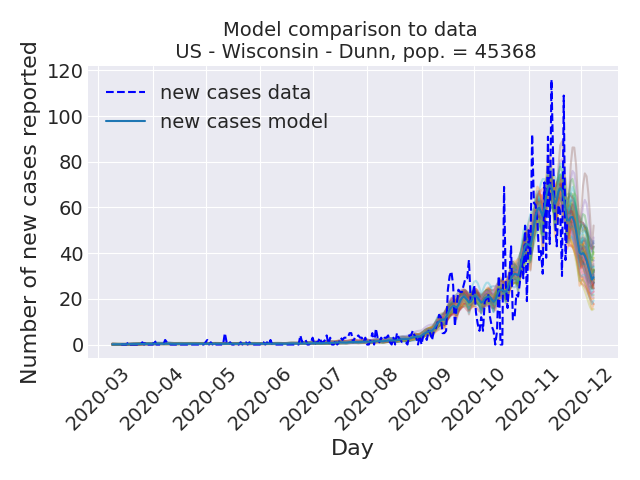 Model comparison to data
US - Wisconsin - Dunn, pop. = 45368
Number of new cases reported
120
100
80
60
40
20
0
new cases data
new cases model
2020-03
2020-04
2020-05
2020-06
2020-07
2020-08
2020-09
2020-10
2020-11
2020-12
Day